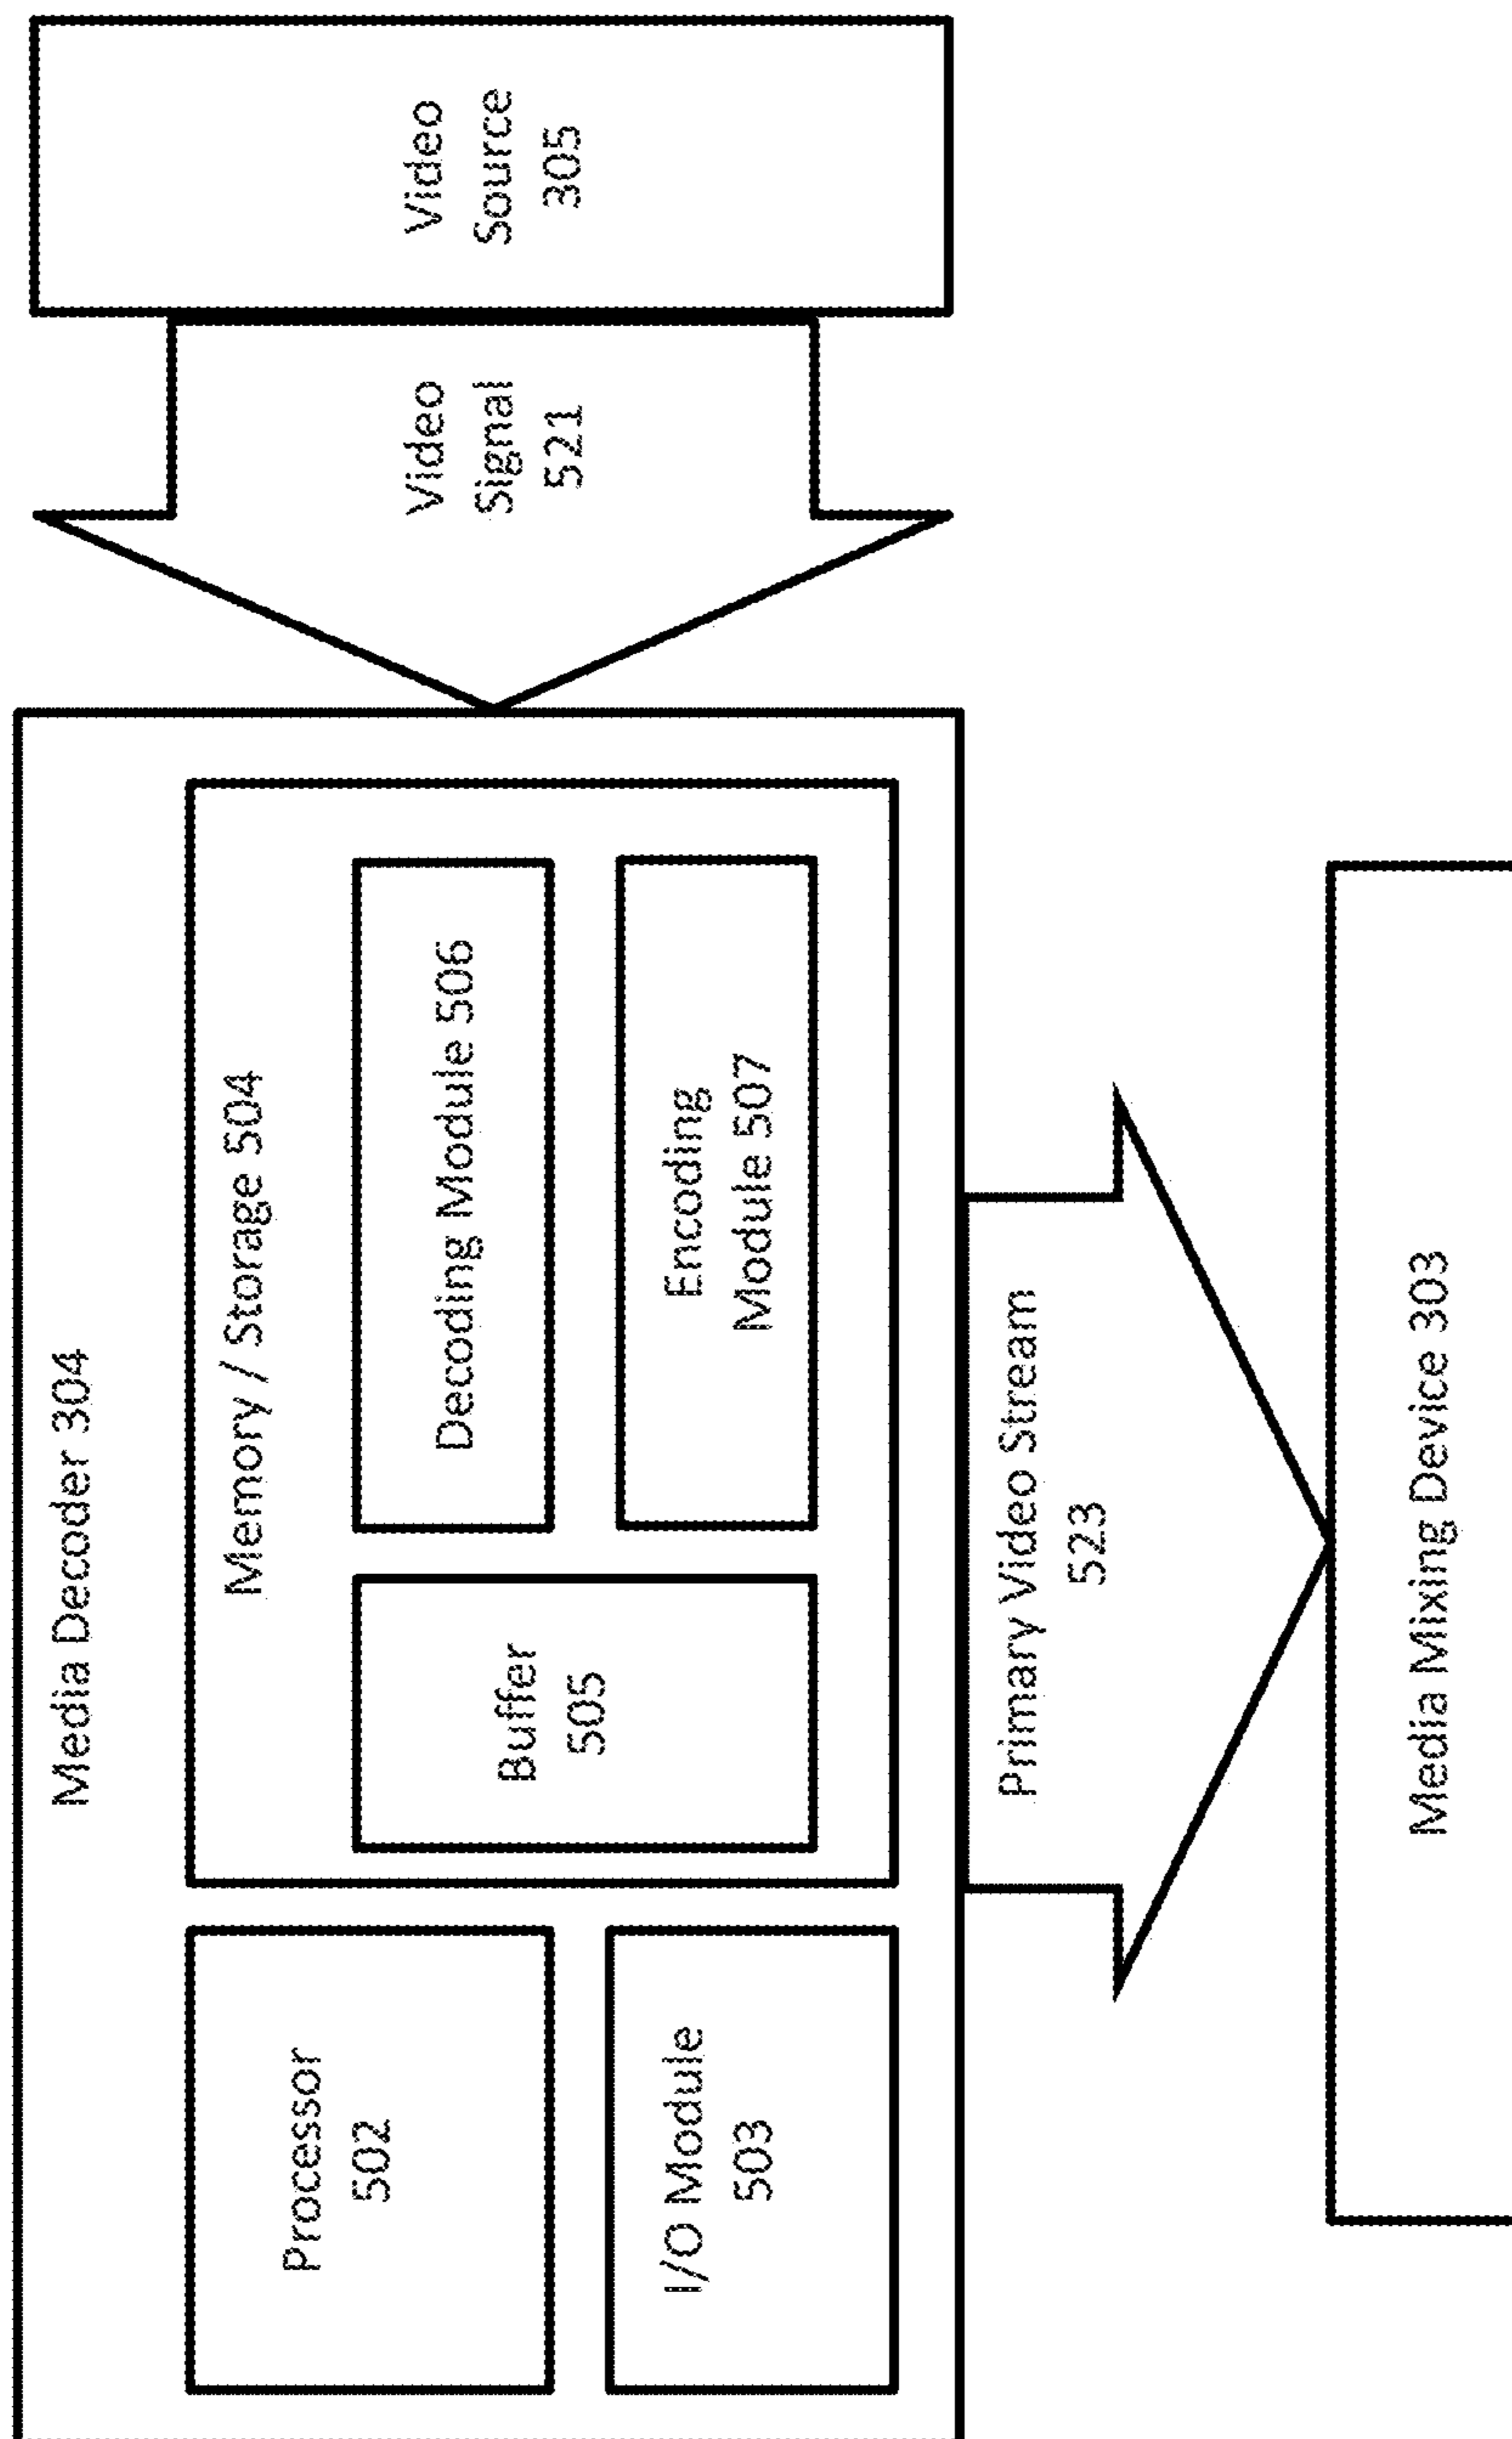 Media Decoder 304
Memory / Storage 504
Processor
502
I/O Module
503
Buffer
505
Decoding Module 506
Encoding
Module 507
Video
Signal
521
Video
Source
305
Primary Video Stream
523
Media Mixing Device 303